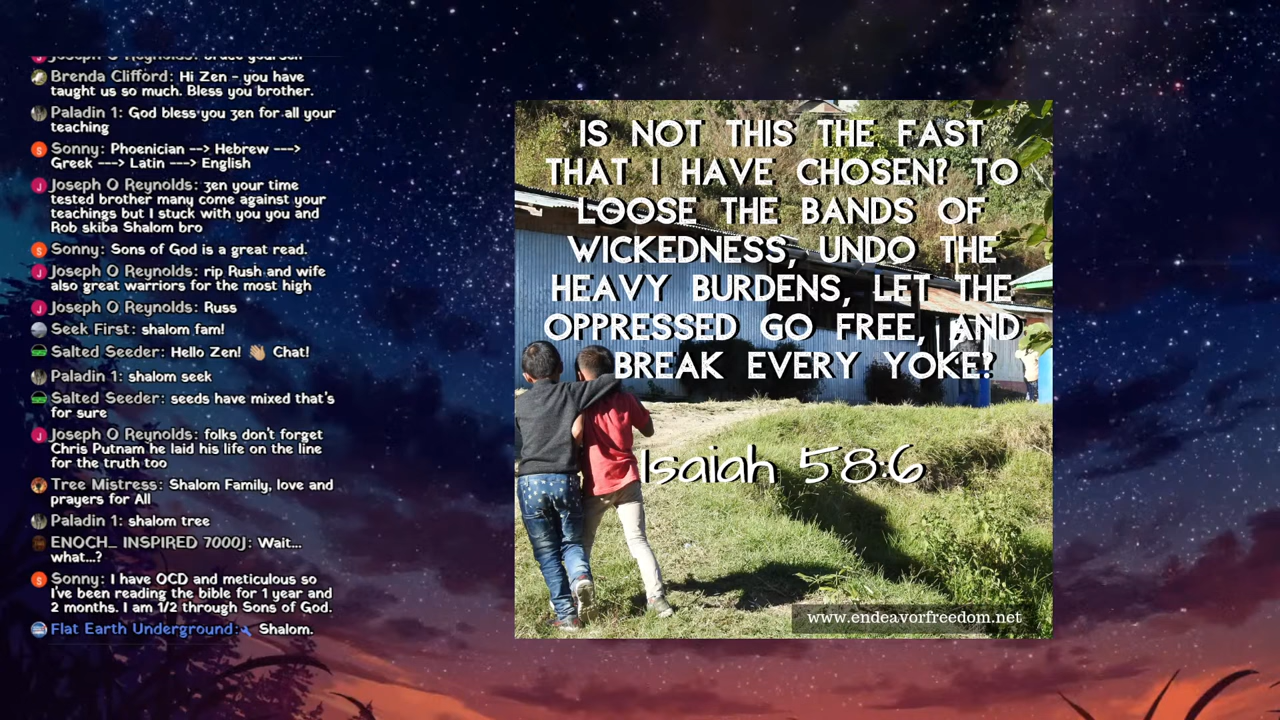 Brenda Clifford: Hi Zen - you have
taught us so much. Bless you brother.
Paladin 1: God bless you zen for all your
teaching
Sonny: Phoenician --> Hebrew --->
Greek ---> Latin ---> English
Joseph O Reynolds: zen your time
tested brother many come against your
teachings but I stuck with you you and
Rob skiba Shalom bro
Sonny: Sons of God is a great read.
Joseph O Reynolds: rip Rush and wife
also great warriors for the most high
Joseph O Reynolds: Russ
Seek First: shalom fam!
Salted Seeder: Hello Zen! 👋 Chat!
Paladin 1: shalom seek
Salted Seeder: seeds have mixed that's
for sure
Joseph O Reynolds: folks don't forget
Chris Putnam he laid his life on the line
for the truth too
Tree Mistress: Shalom Family, love and
prayers for All
Paladin 1: shalom tree
ENOCH_ INSPIRED 7000J: Wait...
what...?
Sonny: I have OCD and meticulous so
I've been reading the bible for 1 year and
2 months. I am 1/2 through Sons of God.
Flat Earth Underground: Shalom.
IS NOT THIS THE FAST
THAT I HAVE CHOSEN? TO
LOOSE THE BANDS OF
WICKEDNESS, UNDO THE
HEAVY BURDENS, LET THE
OPPRESSED GO FREE, AND
BREAK EVERY YOKE?
Isaiah 58:6
www.endeavorfreedom.net